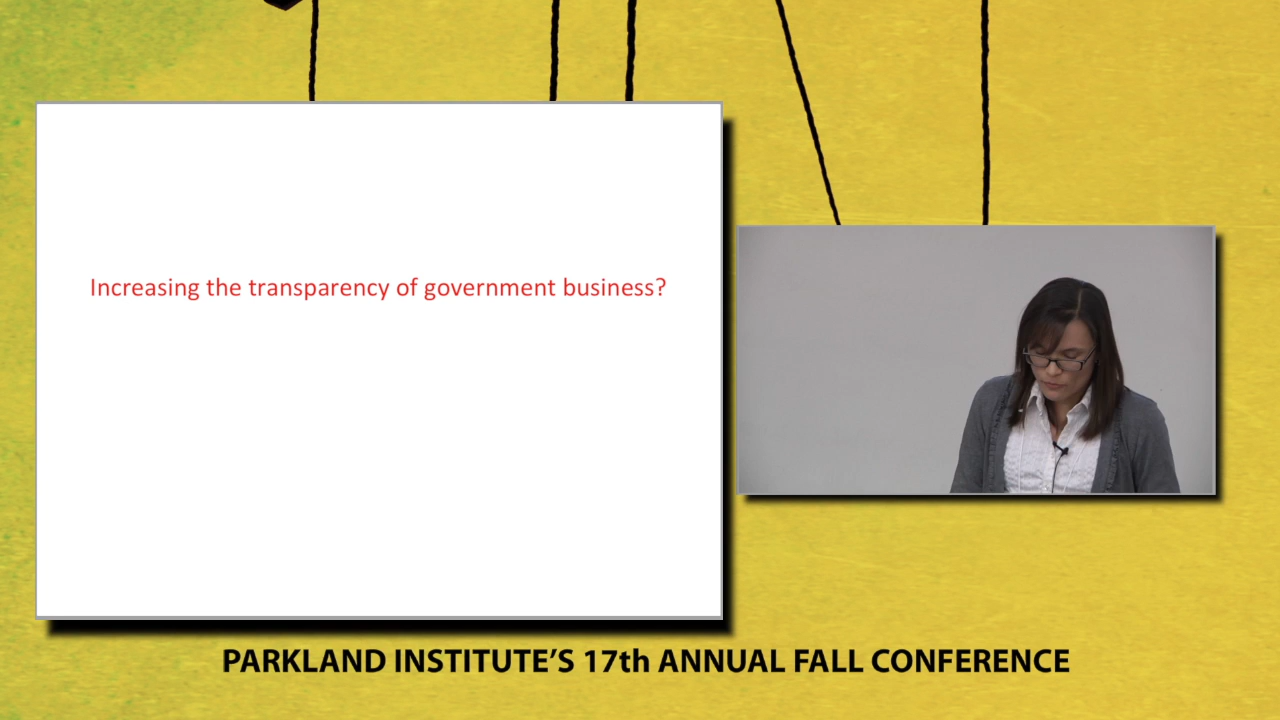 Increasing the transparency of government business?
PARKLAND INSTITUTE’S 17th ANNUAL FALL CONFERENCE